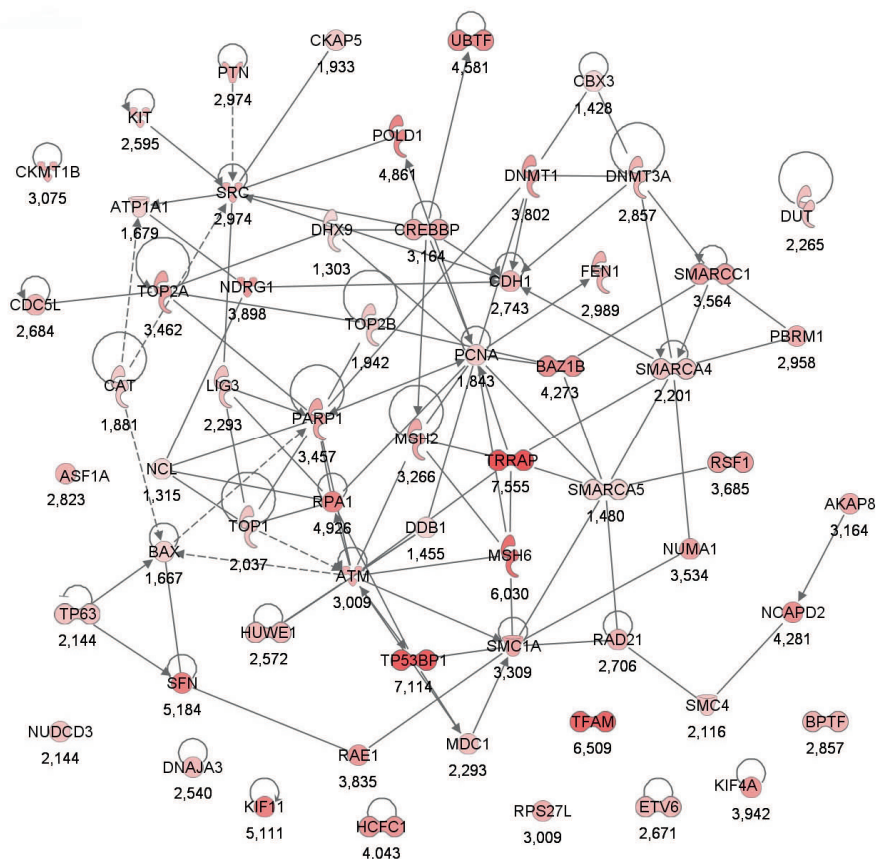 CKAP5
1,933
UBTF
4,581
PTN
2,974
CBX3
1,428
KIT
2,595
POLD1
4,861
CKMT1B
3,075
SRC
2,974
DNMT1
3,802
DNMT3A
2,857
ATP1A1
1,679
DHX9
1,303
CREBBP
3,164
DUT
2,265
CDC5L
2,684
TOP2A
3,462
NDRG1
3,898
CDH1
2,743
FEN1
2,989
SMARCC1
3,564
TOP2B
1,942
PCNA
1,843
BAZ1B
4,273
SMARCA4
2,201
PBRM1
2,958
CAT
1,881
LIG3
2,293
PARP1
3,457
MSH2
3,266
TRRAP
7,555
RSF1
3,685
ASF1A
2,823
NCL
1,315
RPA1
4,926
SMARCA5
1,480
AKAP8
3,164
TOP1
2,037
DDB1
1,455
BAX
1,667
ATM
3,009
MSH6
6,030
NUMA1
3,534
NCAPD2
4,281
TP63
2,144
HUWE1
2,572
TP53BP1
7,114
SMC1A
3,309
RAD21
2,706
SFN
5,184
SMC4
2,116
NUDCD3
2,144
DNAJA3
2,540
RAE1
3,835
MDC1
2,293
TFAM
6,509
BPTF
2,857
KIF11
5,111
HCFC1
4,043
RPS27L
3,009
ETV6
2,671
KIF4A
3,942